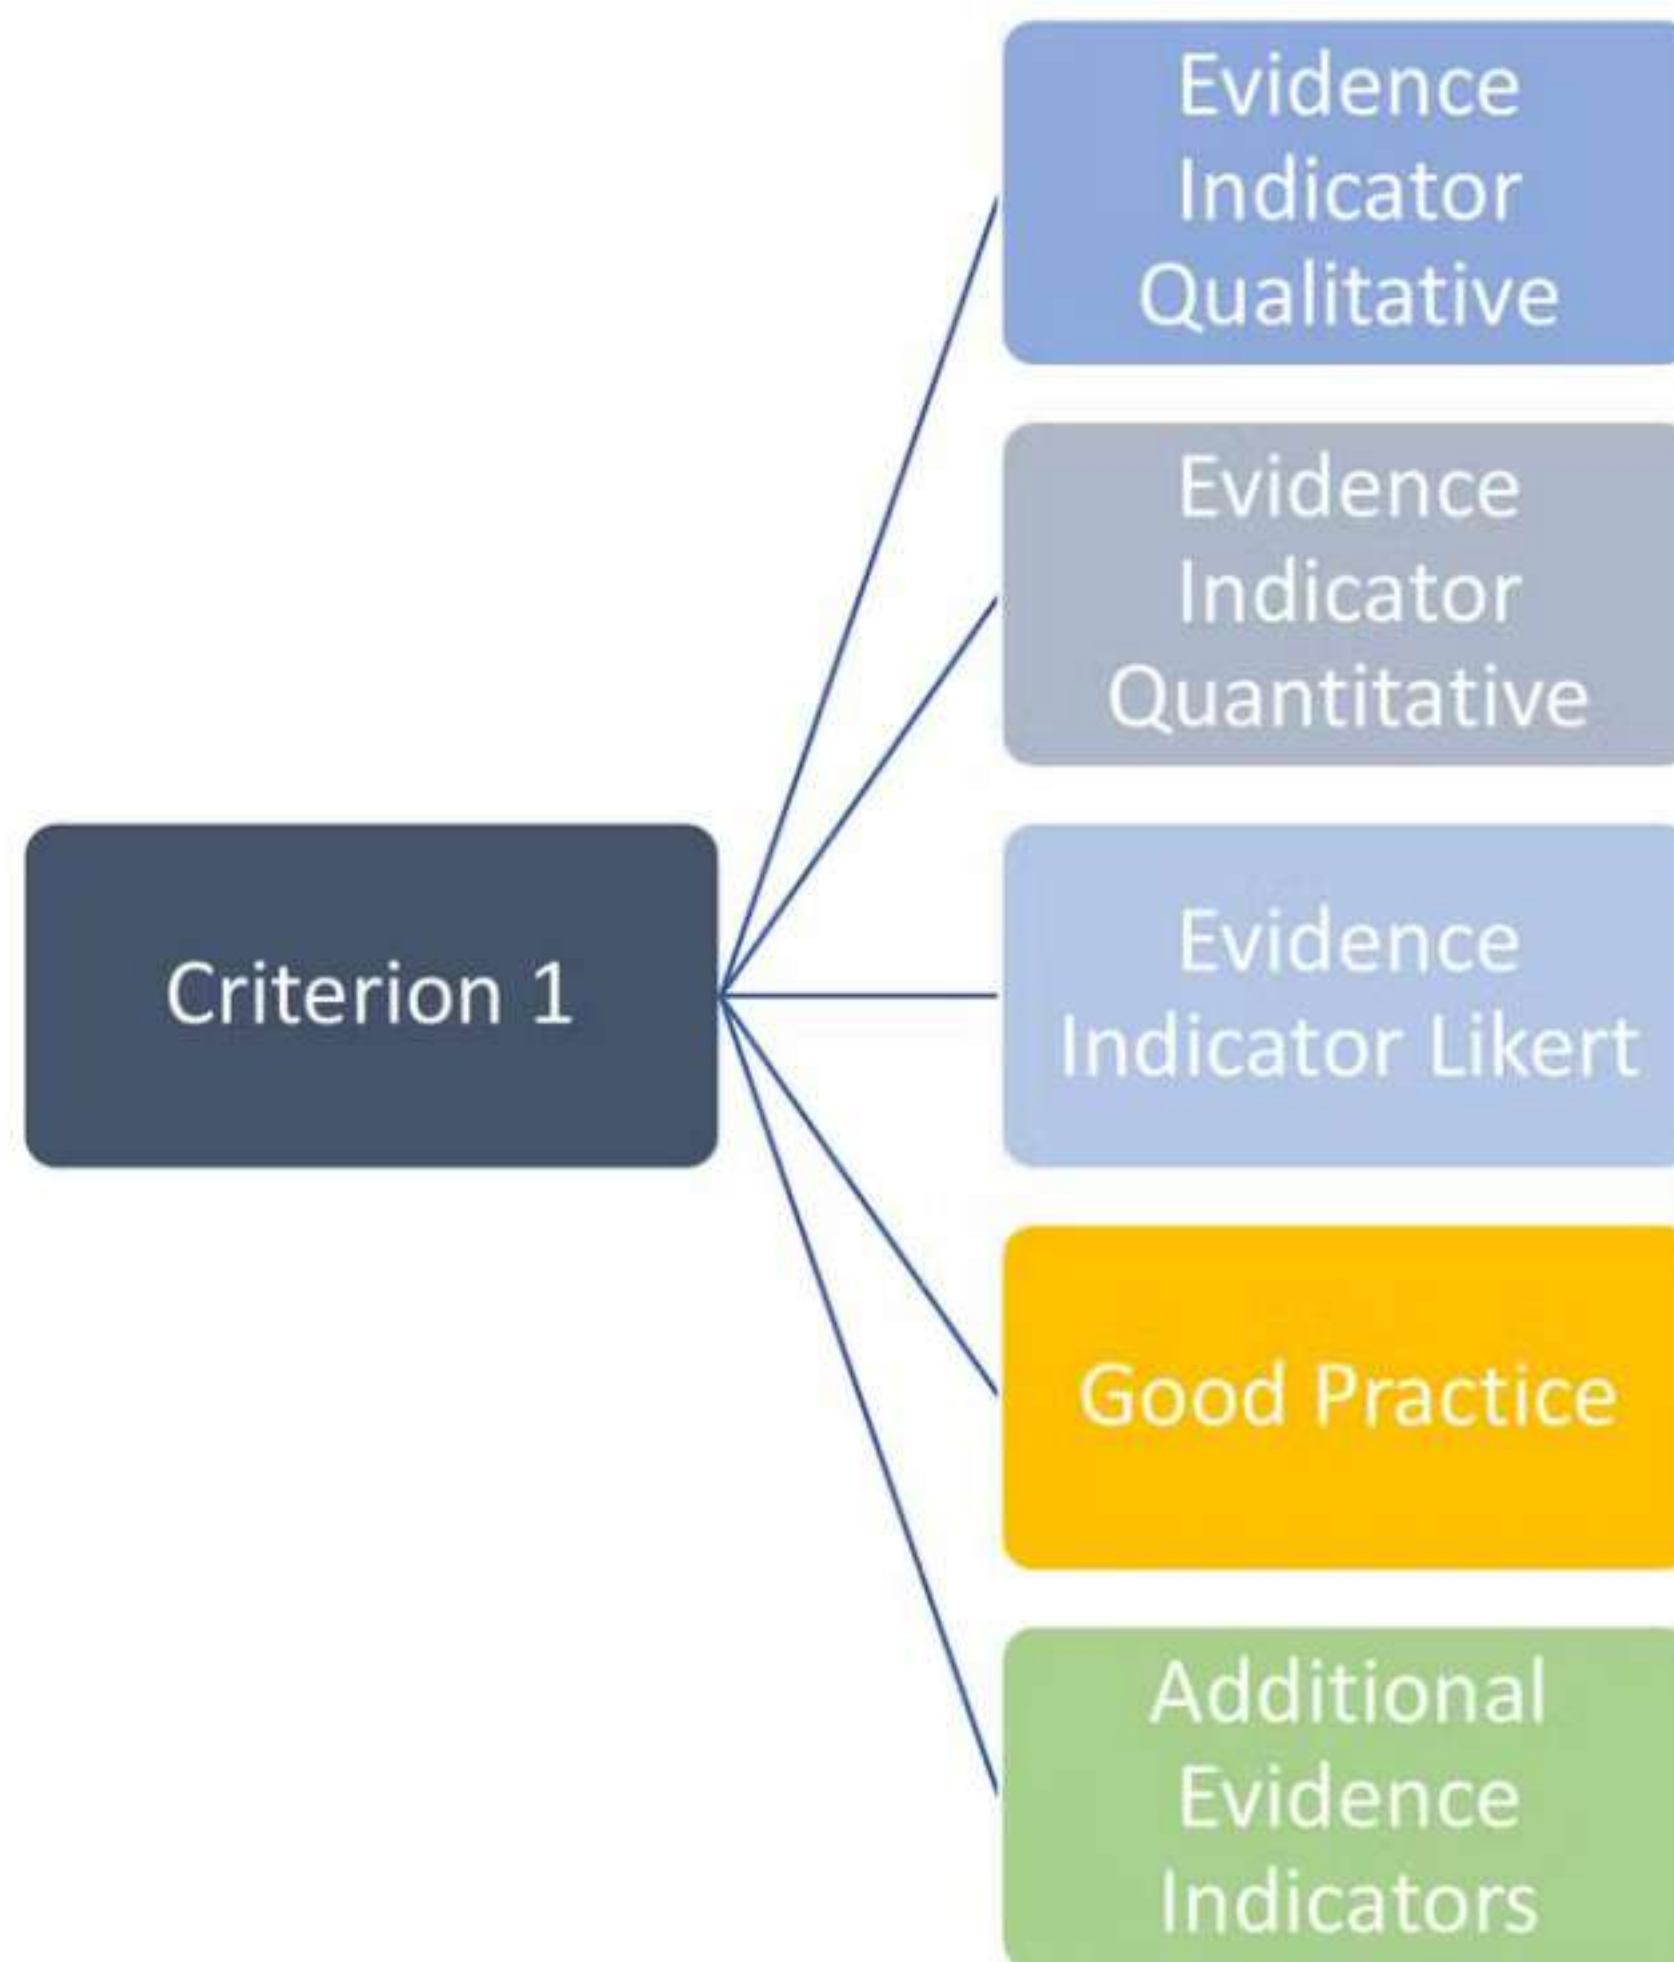 Evidence
Indicator
Qualitative
Evidence
Indicator
Quantitative
Criterion 1
Evidence
Indicator Likert
Good Practice
Additional
Evidence
Indicators